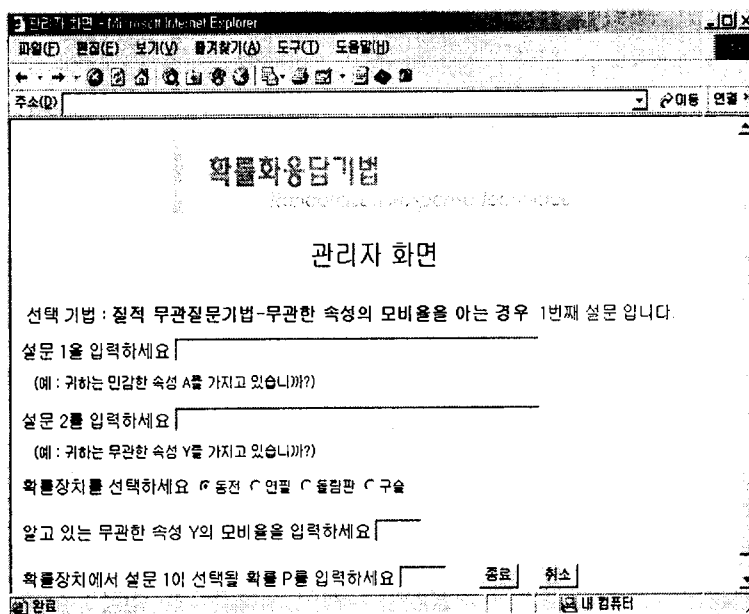 관리자 화면 - Microsoft Internet Explorer
파일(F) 편집(E) 보기(V) 즐겨찾기(A) 도구(T) 도움말(H)
주소(D) 이동 연결 »
확률화응답기법
관리자 화면
선택 기법 : 질적 무관질문기법-무관한 속성의 모비율을 아는 경우 1번째 설문 입니다.
설문 1을 입력하세요
(예 : 귀하는 민감한 속성 A를 가지고 있습니까?)
설문 2를 입력하세요
(예 : 귀하는 무관한 속성 Y를 가지고 있습니까?)
확률장치를 선택하세요 동전 연필 돌림판 구슬
알고 있는 무관한 속성 Y의 모비율을 입력하세요
확률장치에서 설문 1이 선택될 확률 P를 입력하세요 종료 취소
완료 내 컴퓨터